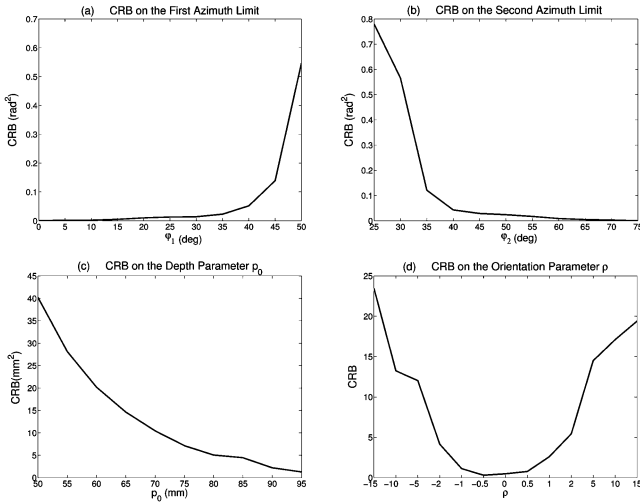 (a) CRB on the First Azimuth Limit
0.7
0.6
0.5
0.4
0.3
0.2
0.1
0
CRB (rad²)
0 5 10 15 20 25 30 35 40 45 50
φ₁ (deg)
(b) CRB on the Second Azimuth Limit
0.8
0.7
0.6
0.5
0.4
0.3
0.2
0.1
0
CRB (rad²)
25 30 35 40 45 50 55 60 65 70 75
φ₂ (deg)
(c) CRB on the Depth Parameter p₀
45
40
35
30
25
20
15
10
5
0
CRB(mm²)
50 55 60 65 70 75 80 85 90 95
p₀ (mm)
(d) CRB on the Orientation Parameter ρ
25
20
15
10
5
0
CRB
−15 −10 −5 −2 −1 −0.5 0 0.5 1 2 5 10 15
ρ